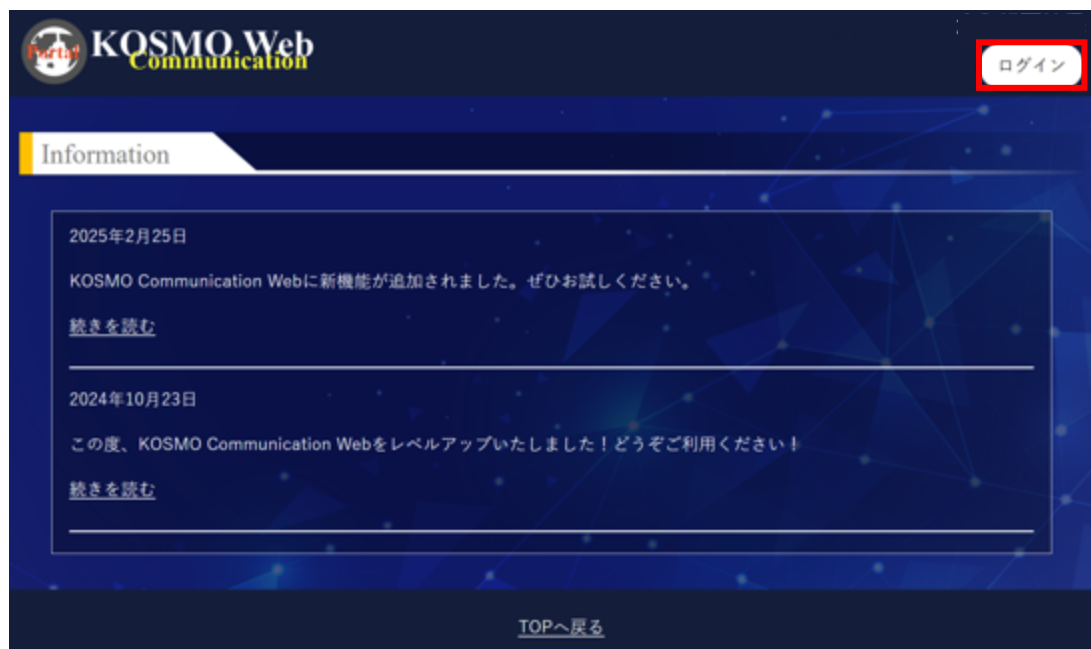 Portal
KOSMO Web
Communication
ログイン
Information
2025年2月25日
KOSMO Communication Webに新機能が追加されました。ぜひお試しください。
続きを読む
2024年10月23日
この度、KOSMO Communication Webをレベルアップいたしました！どうぞご利用ください！
続きを読む
TOPへ戻る